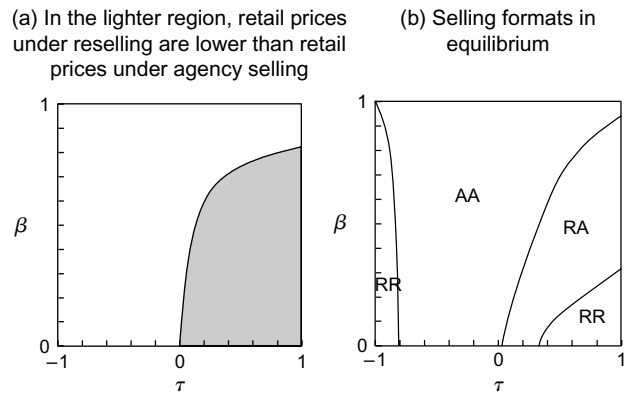 (a) In the lighter region, retail prices
under reselling are lower than retail
prices under agency selling
1
β
0
−1
0
1
τ
(b) Selling formats in
equilibrium
1
AA
β
RA
RR
RR
0
−1
0
1
τ